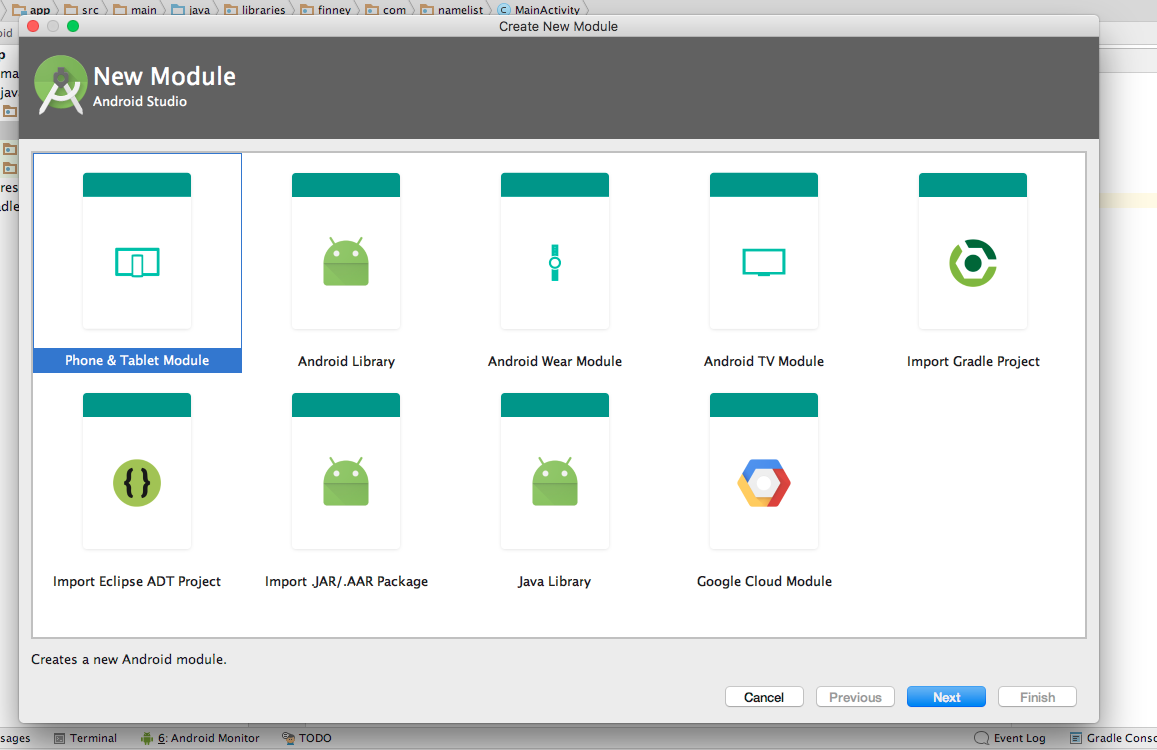 app src main java libraries finney com namelist C MainActivity
Create New Module
New Module
Android Studio
Phone & Tablet Module
Android Library
Android Wear Module
Android TV Module
Import Gradle Project
{}
Import Eclipse ADT Project
Import .JAR/.AAR Package
Java Library
Google Cloud Module
Creates a new Android module.
Cancel
Previous
Next
Finish
sages
Terminal
6: Android Monitor
TODO
Event Log
Gradle Conso